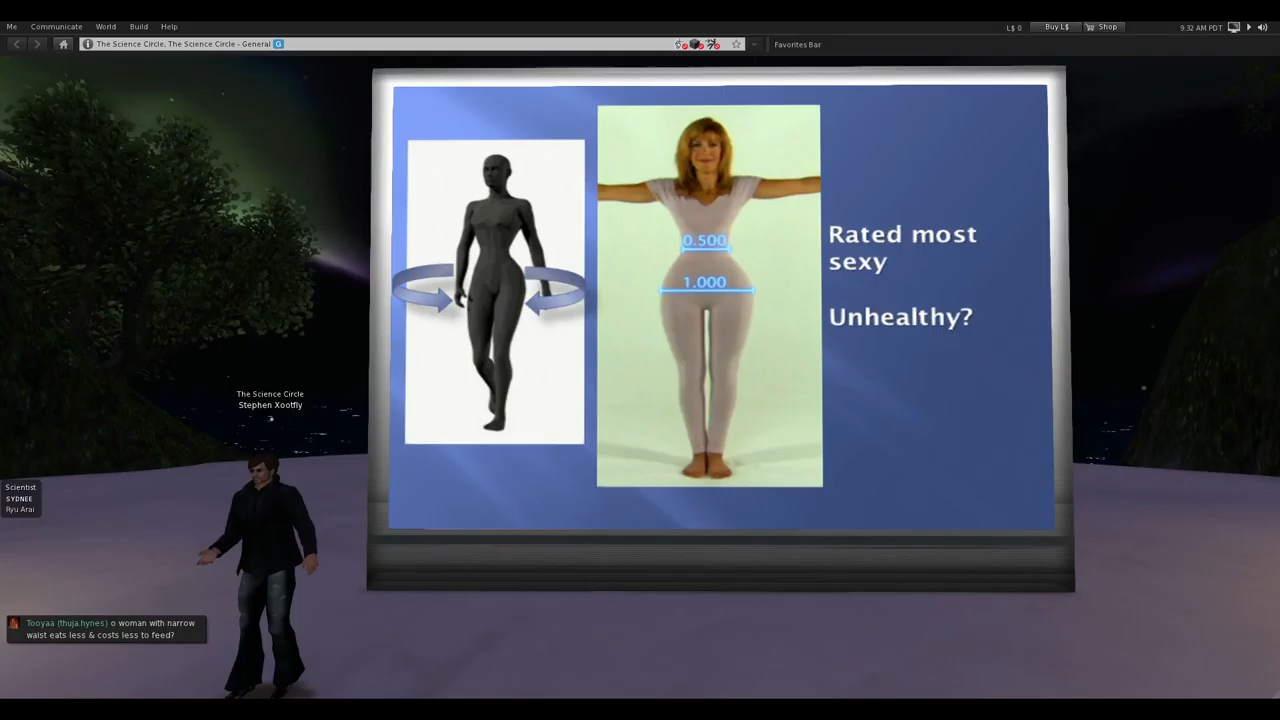 Me Communicate World Build Help
L$ 0 Buy L$ Shop 9:32 AM PDT
The Science Circle, The Science Circle - General G
Favorites Bar
0.500
1.000
Rated most
sexy
Unhealthy?
The Science Circle
Stephen Xootfly
Scientist
SYDNEE
Ryu Arai
Tooyaa (thuja.hynes) o woman with narrow
waist eats less & costs less to feed?